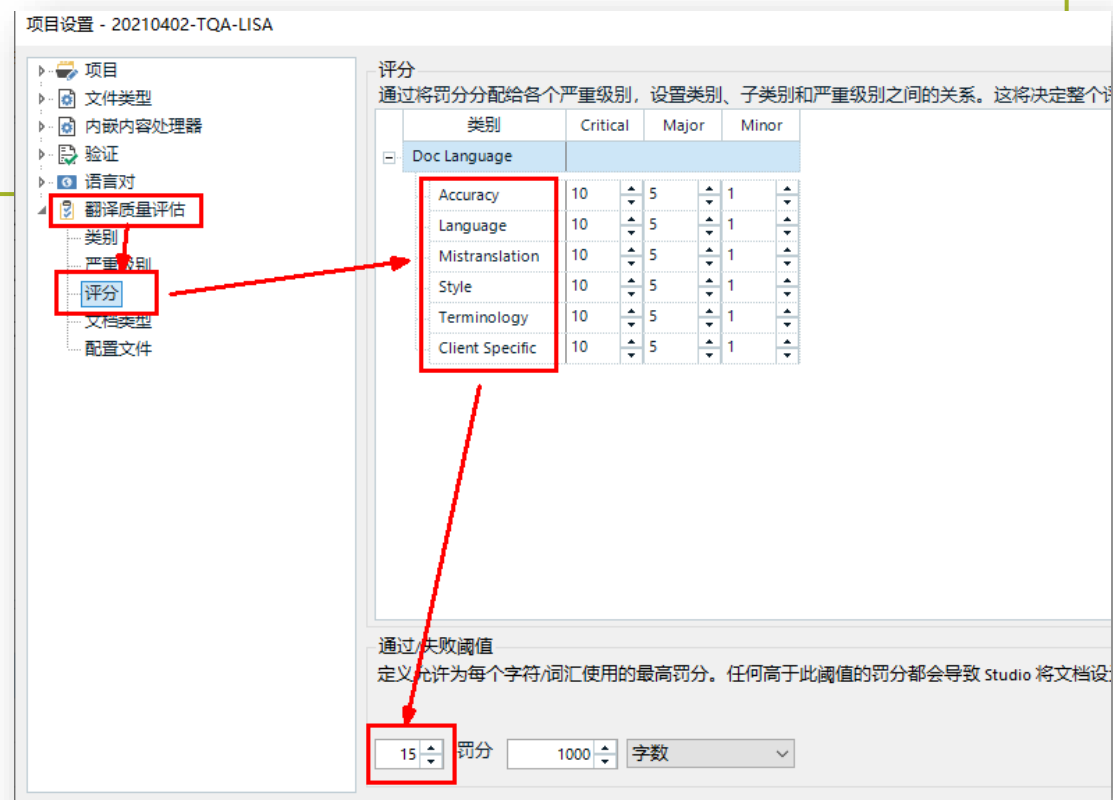 项目设置 - 20210402-TQA-LISA
项目
文件类型
内嵌内容处理器
验证
语言对
翻译质量评估
类别
严重级别
评分
文档类型
配置文件
评分
通过将罚分分配给各个严重级别，设置类别、子类别和严重级别之间的关系。这将决定整个
类别 Critical Major Minor
Doc Language
Accuracy 10 5 1
Language 10 5 1
Mistranslation 10 5 1
Style 10 5 1
Terminology 10 5 1
Client Specific 10 5 1
通过/失败阈值
定义允许为每个字符/词汇使用的最高罚分。任何高于此阈值的罚分都会导致 Studio 将文档设
15 罚分 1000 字数